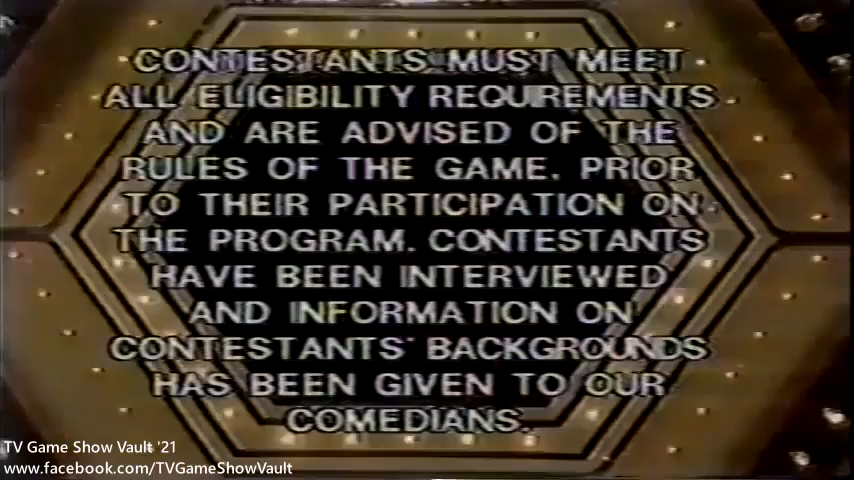 CONTESTANTS MUST MEET
ALL ELIGIBILITY REQUIREMENTS
AND ARE ADVISED OF THE
RULES OF THE GAME. PRIOR
TO THEIR PARTICIPATION ON
THE PROGRAM. CONTESTANTS
HAVE BEEN INTERVIEWED
AND INFORMATION ON
CONTESTANTS' BACKGROUNDS
HAS BEEN GIVEN TO OUR
COMEDIANS.
TV Game Show Vault '21
www.facebook.com/TVGameShowVault